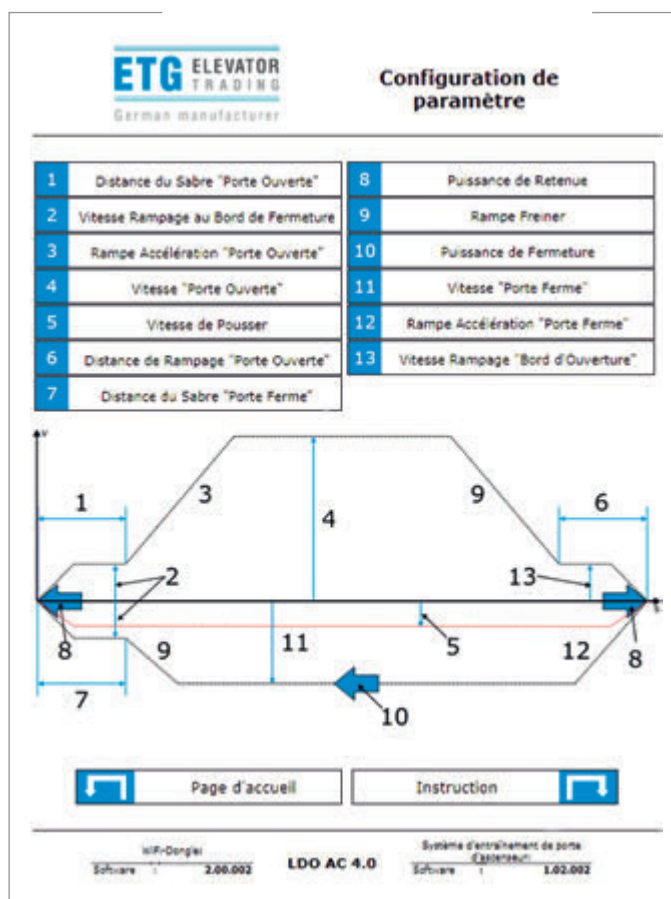 ETG ELEVATOR
TRADING
German manufacturer
Configuration de
paramètre
1 Distance du Sabre "Porte Ouverte"
2 Vitesse Rampage au Bord de Fermeture
3 Rampe Accélération "Porte Ouverte"
4 Vitesse "Porte Ouverte"
5 Vitesse de Pousser
6 Distance de Rampage "Porte Ouverte"
7 Distance du Sabre "Porte Ferme"
8 Puissance de Retenue
9 Rampe Freiner
10 Puissance de Fermeture
11 Vitesse "Porte Ferme"
12 Rampe Accélération "Porte Ferme"
13 Vitesse Rampage "Bord d'Ouverture"
v
1
3
4
9
6
2
13
8
9
11
5
12
8
7
10
Page d'accueil
Instruction
WiFi-Dongle:
Software : 2.00.002
LDO AC 4.0
Système d'entraînement de porte
d'ascenseur:
Software : 1.02.002